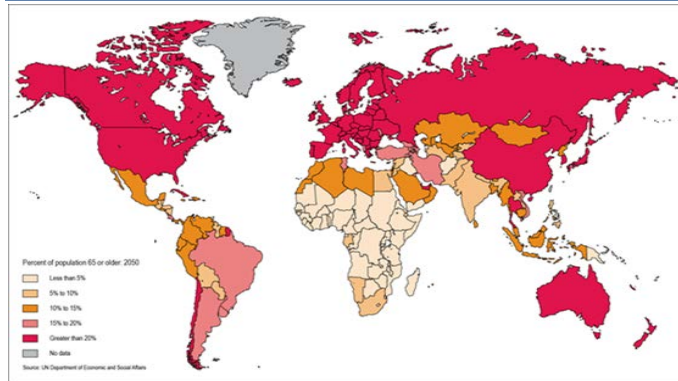 Percent of population 65 or older: 2050
Less than 5%
5% to 10%
10% to 15%
15% to 20%
Greater than 20%
No data
Source: UN Department of Economic and Social Affairs